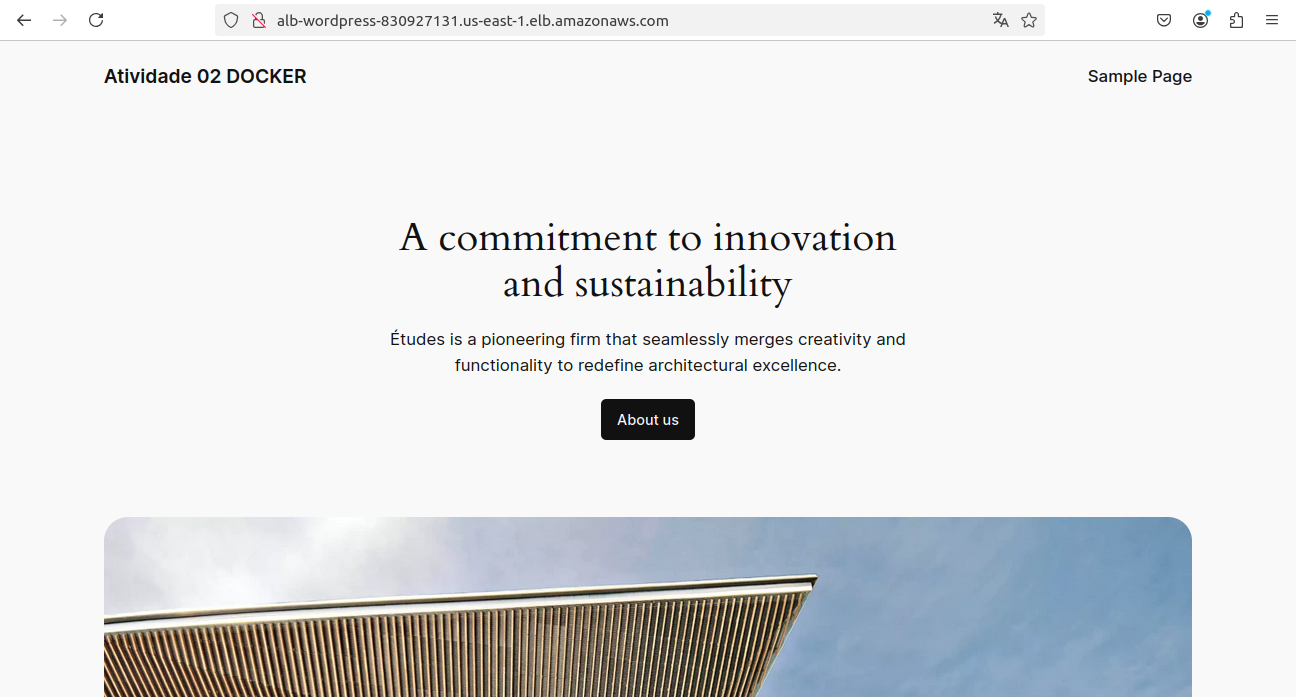 alb-wordpress-830927131.us-east-1.elb.amazonaws.com
Atividade 02 DOCKER
Sample Page
A commitment to innovation
and sustainability
Études is a pioneering firm that seamlessly merges creativity and
functionality to redefine architectural excellence.
About us